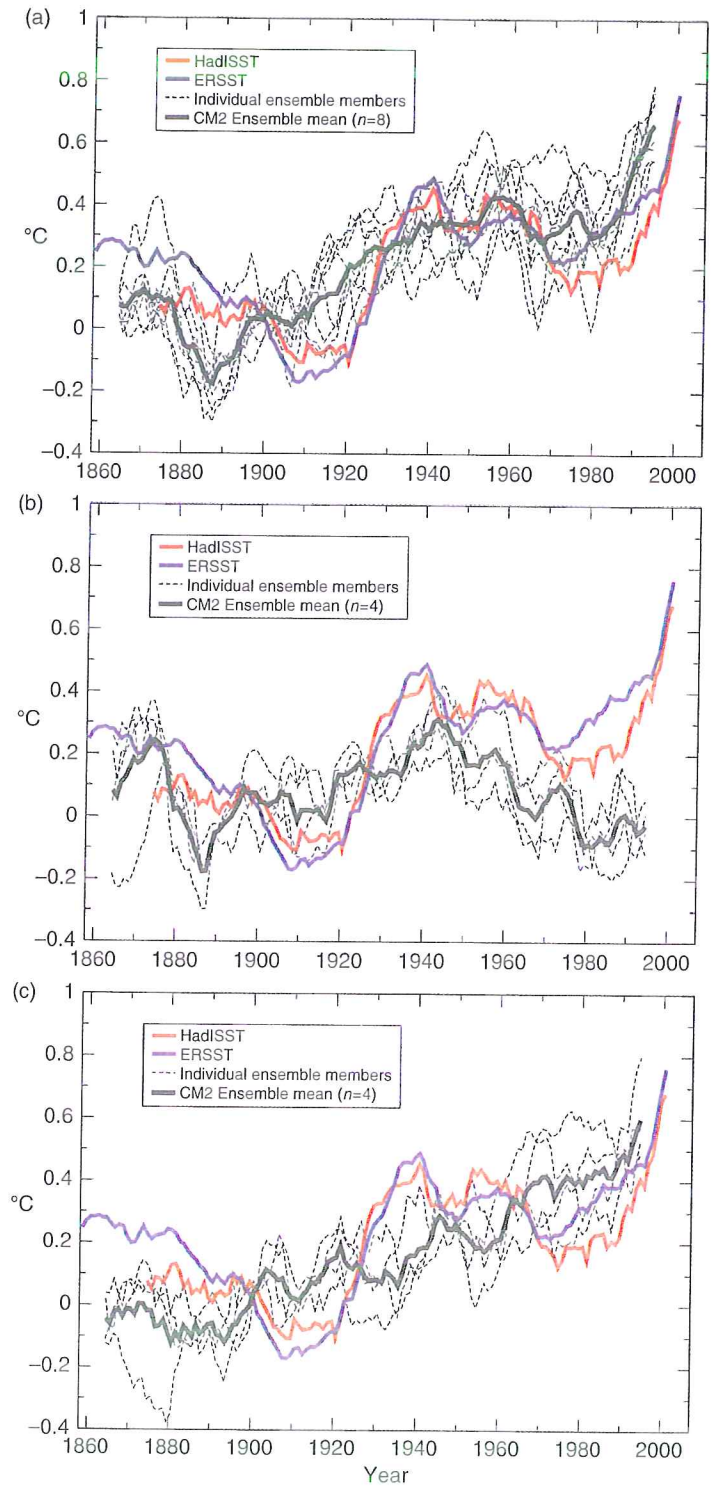 (a)
1
0.8
0.6
0.4
°C
0.2
0
−0.2
−0.4
HadISST
ERSST
Individual ensemble members
CM2 Ensemble mean (n=8)
1860 1880 1900 1920 1940 1960 1980 2000
(b)
1
0.8
0.6
0.4
°C
0.2
0
−0.2
−0.4
HadISST
ERSST
Individual ensemble members
CM2 Ensemble mean (n=4)
1860 1880 1900 1920 1940 1960 1980 2000
(c)
1
0.8
0.6
0.4
°C
0.2
0
−0.2
−0.4
HadISST
ERSST
Individual ensemble members
CM2 Ensemble mean (n=4)
1860 1880 1900 1920 1940 1960 1980 2000
Year